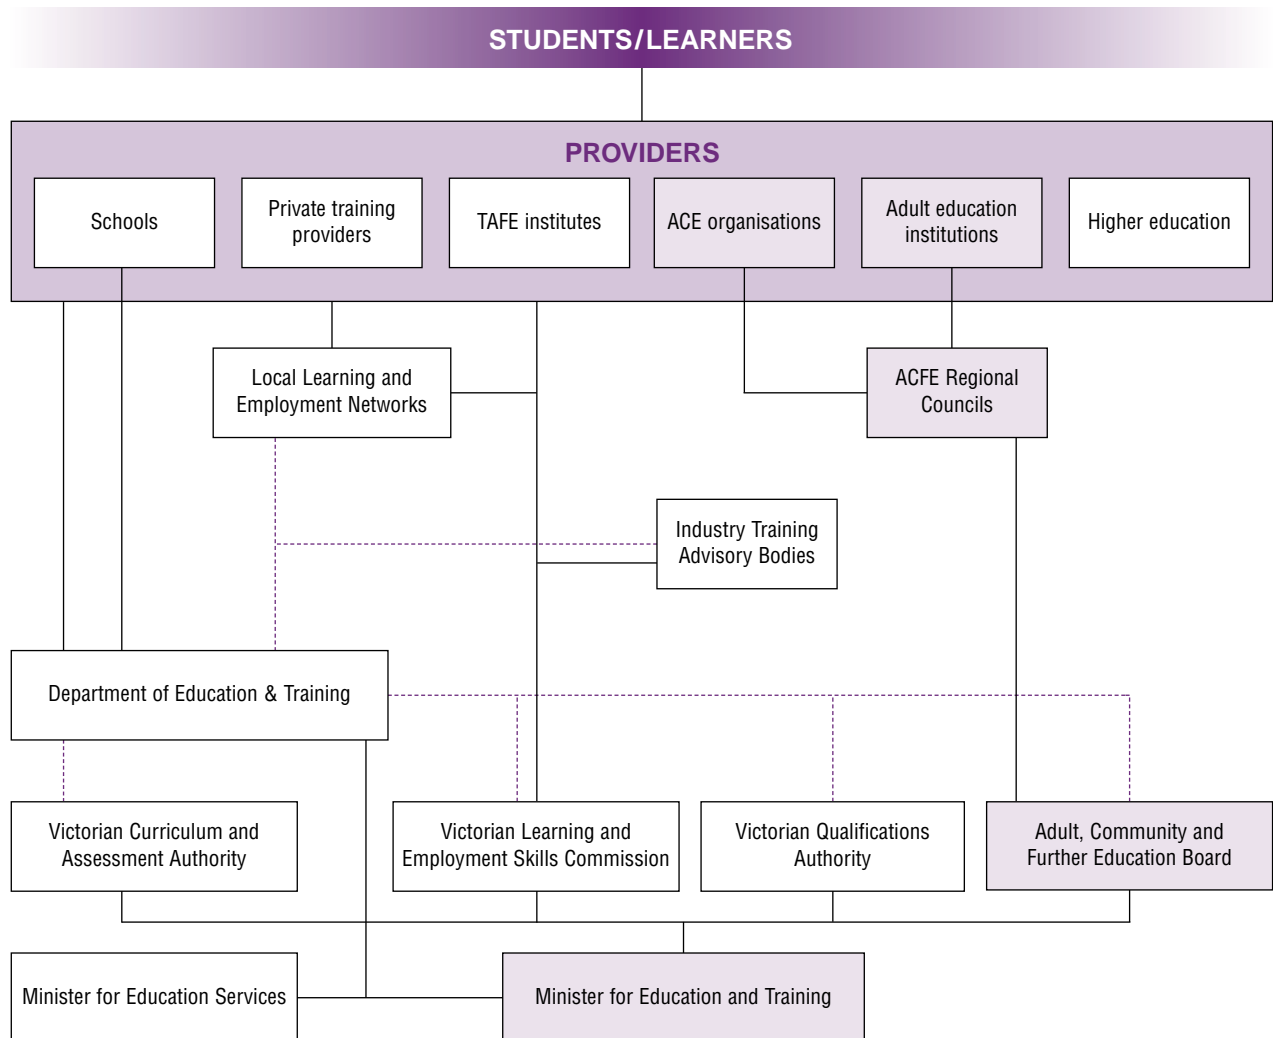 STUDENTS/LEARNERS
PROVIDERS
Schools
Private training
providers
TAFE institutes
ACE organisations
Adult education
institutions
Higher education
Local Learning and
Employment Networks
ACFE Regional
Councils
Industry Training
Advisory Bodies
Department of Education & Training
Victorian Curriculum and
Assessment Authority
Victorian Learning and
Employment Skills Commission
Victorian Qualifications
Authority
Adult, Community and
Further Education Board
Minister for Education Services
Minister for Education and Training